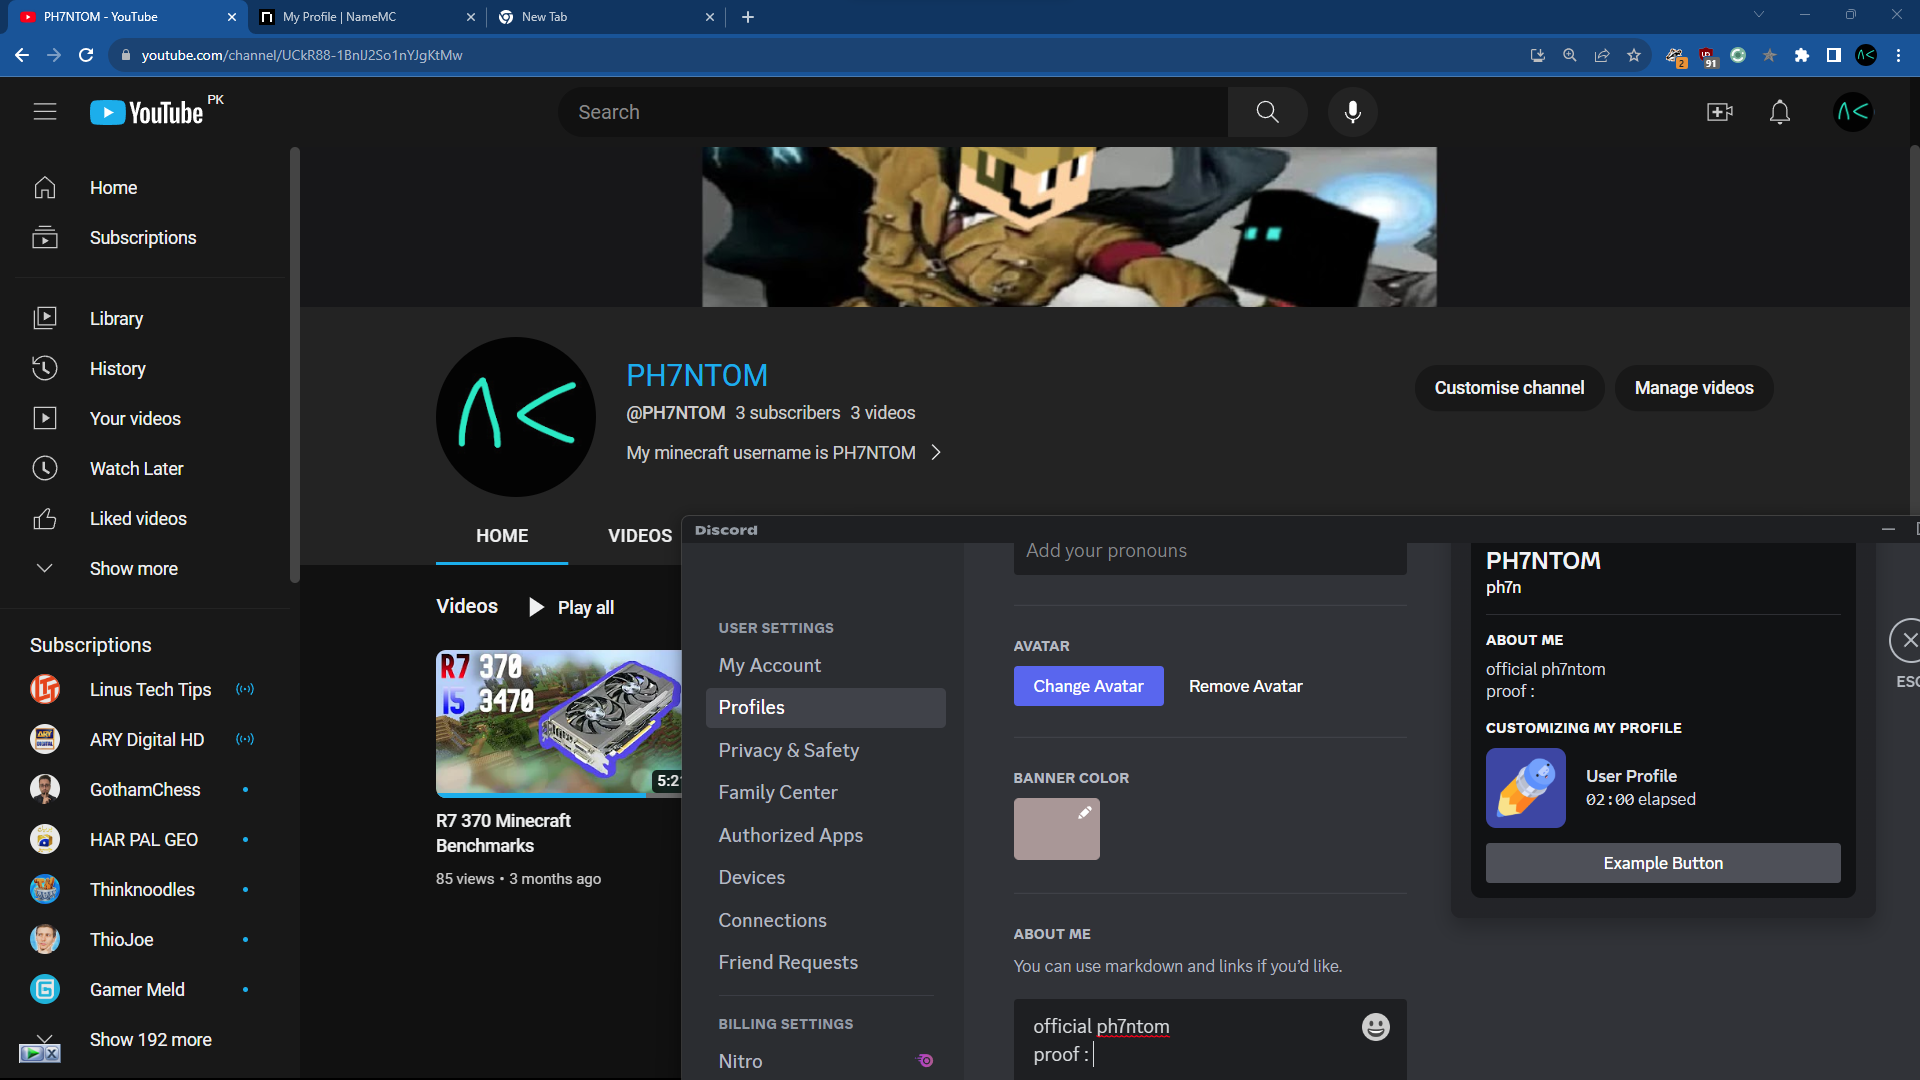 PH7NTOM - YouTube
My Profile | NameMC
New Tab
youtube.com/channel/UCkR88-1BnlJ2So1nYJgKtMw
2
91
YouTube PK
Search
Home
Subscriptions
Library
History
Your videos
Watch Later
Liked videos
Show more
Subscriptions
Linus Tech Tips
ARY Digital HD
GothamChess
HAR PAL GEO
Thinknoodles
ThioJoe
Gamer Meld
Show 192 more
PH7NTOM
@PH7NTOM 3 subscribers 3 videos
My minecraft username is PH7NTOM
Customise channel
Manage videos
HOME
VIDEOS
Videos
Play all
R7 370
I5 3470
5:2
R7 370 Minecraft
Benchmarks
85 views • 3 months ago
Discord
USER SETTINGS
My Account
Profiles
Privacy & Safety
Family Center
Authorized Apps
Devices
Connections
Friend Requests
BILLING SETTINGS
Nitro
Add your pronouns
AVATAR
Change Avatar
Remove Avatar
BANNER COLOR
ABOUT ME
You can use markdown and links if you'd like.
official ph7ntom
proof :
PH7NTOM
ph7n
ABOUT ME
official ph7ntom
proof :
CUSTOMIZING MY PROFILE
User Profile
02:00 elapsed
Example Button
ESC